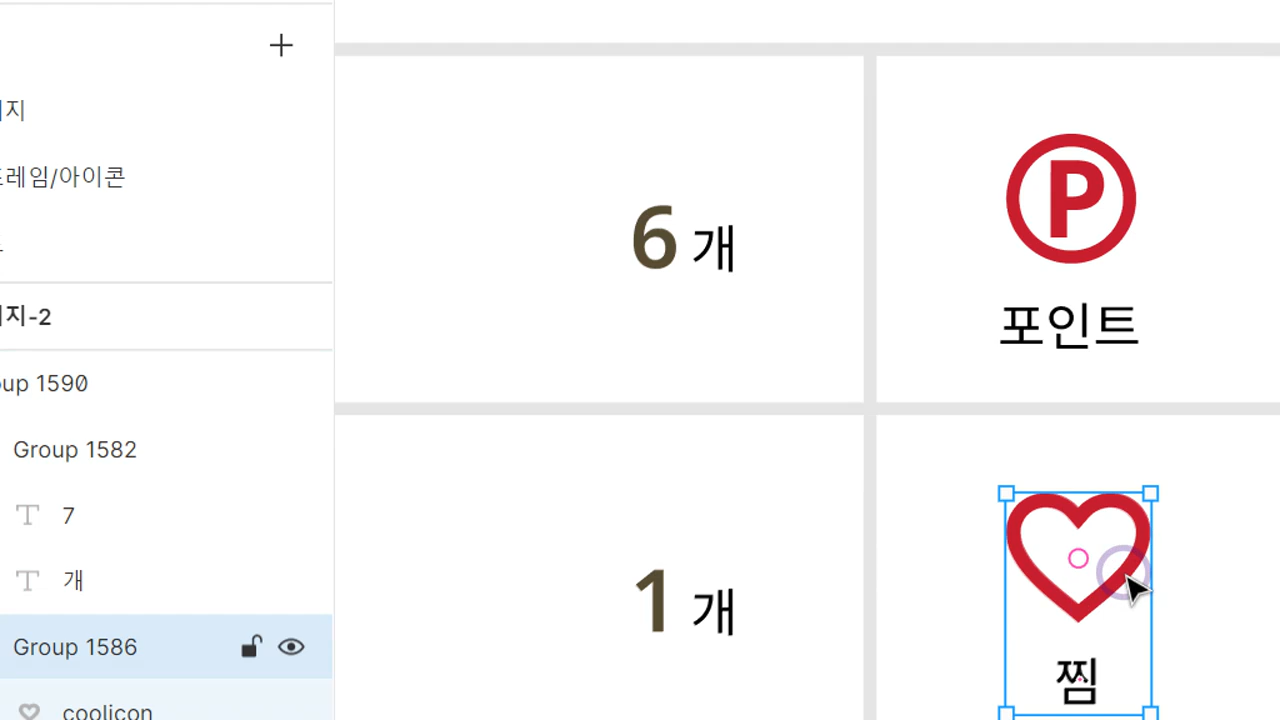 지
레임/아이콘
지-2
up 1590
Group 1582
7
개
Group 1586
coolicon
6 개
P
포인트
1 개
찜